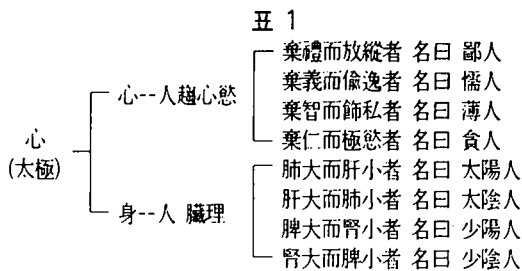 표 1
棄禮而放縱者 名曰 鄙人
心--人趨心慾
棄義而偸逸者 名曰 懦人
棄智而飾私者 名曰 薄人
棄仁而極慾者 名曰 貪人
心
(太極)
肺大而肝小者 名曰 太陽人
身--人 臟理
肝大而肺小者 名曰 太陰人
脾大而腎小者 名曰 少陽人
腎大而脾小者 名曰 少陰人